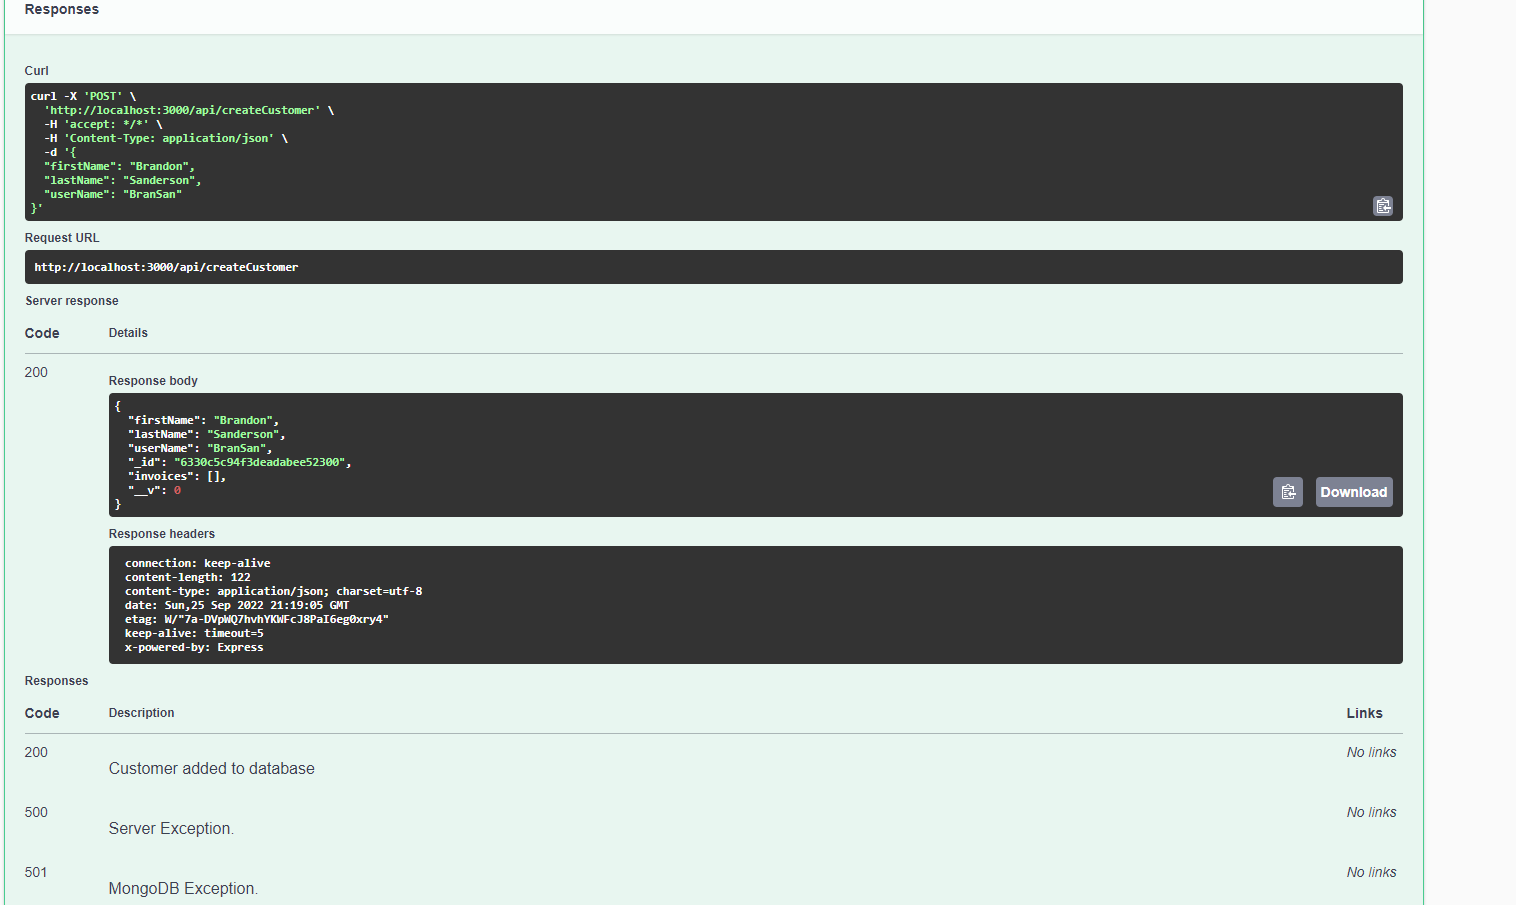 Responses
Curl
curl -X 'POST' \
'http://localhost:3000/api/createCustomer' \
-H 'accept: */*' \
-H 'Content-Type: application/json' \
-d '{
"firstName": "Brandon",
"lastName": "Sanderson",
"userName": "BranSan"
}'
Request URL
http://localhost:3000/api/createCustomer
Server response
Code Details
200
Response body
{
"firstName": "Brandon",
"lastName": "Sanderson",
"userName": "BranSan",
"_id": "6330c5c94f3deadabee52300",
"invoices": [],
"__v": 0
}
Download
Response headers
connection: keep-alive
content-length: 122
content-type: application/json; charset=utf-8
date: Sun,25 Sep 2022 21:19:05 GMT
etag: W/"7a-DVpWQ7hvhYKWFcJ8PaI6eg0xry4"
keep-alive: timeout=5
x-powered-by: Express
Responses
Code Description Links
200 No links
Customer added to database
500 No links
Server Exception.
501 No links
MongoDB Exception.